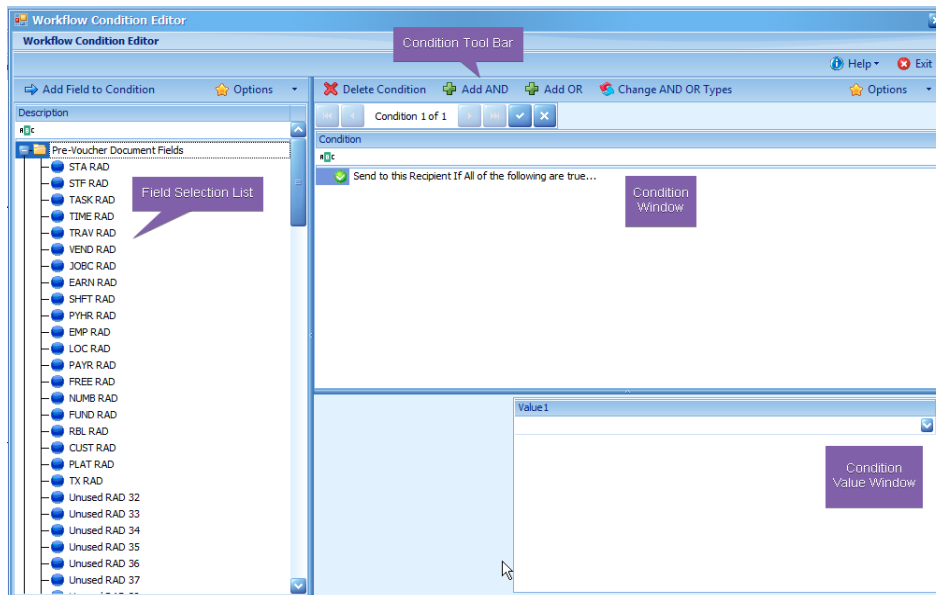 Workflow Condition Editor
Workflow Condition Editor
Condition Tool Bar
Help
Exit
Add Field to Condition
Options
Delete Condition
Add AND
Add OR
Change AND OR Types
Options
Description
Condition 1 of 1
Condition
Pre-Voucher Document Fields
Send to this Recipient If All of the following are true...
STA RAD
STF RAD
Field Selection List
Condition
Window
TASK RAD
TIME RAD
TRAV RAD
VEND RAD
JOBC RAD
EARN RAD
SHFT RAD
PYHR RAD
EMP RAD
LOC RAD
PAYR RAD
FREE RAD
NUMB RAD
Value1
FUND RAD
RBL RAD
CUST RAD
PLAT RAD
Condition
Value Window
TX RAD
Unused RAD 32
Unused RAD 33
Unused RAD 34
Unused RAD 35
Unused RAD 36
Unused RAD 37